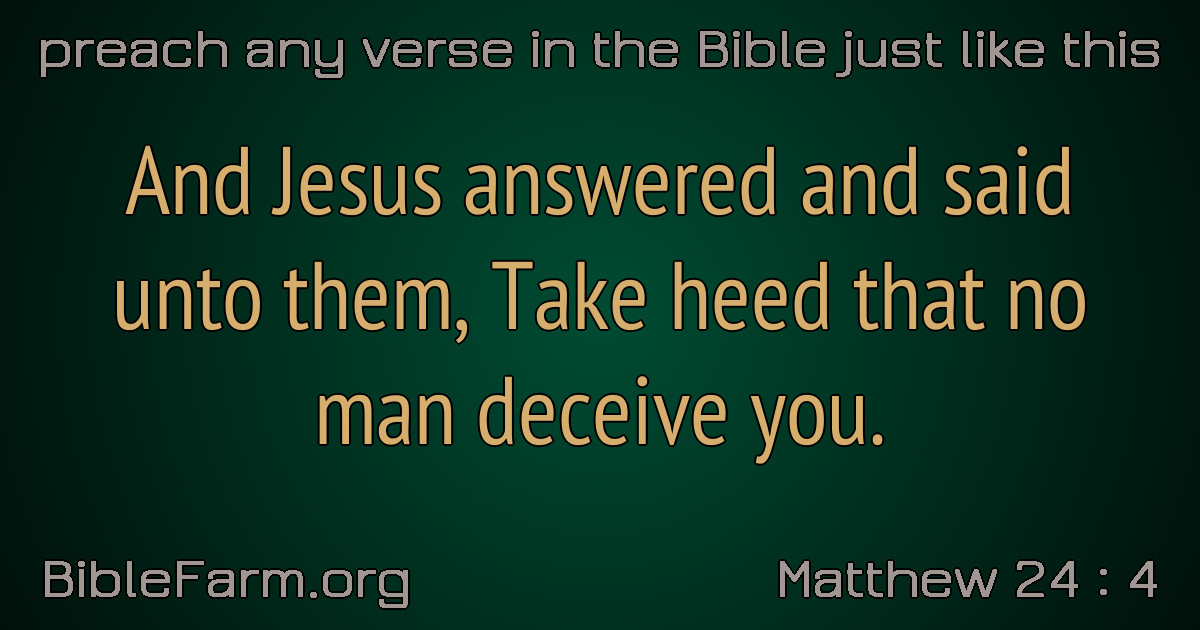 preach any verse in the Bible just like this
And Jesus answered and said
unto them, Take heed that no
man deceive you.
BibleFarm.org
Matthew 24 : 4